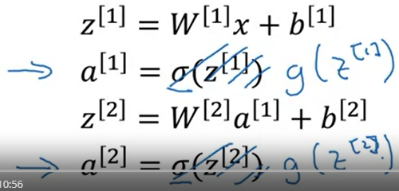 z^[1] = W^[1]x + b^[1]
→ a^[1] = σ(z^[1]) g(z^[1])
z^[2] = W^[2]a^[1] + b^[2]
→ a^[2] = σ(z^[2]) g(z^[2])
10:56